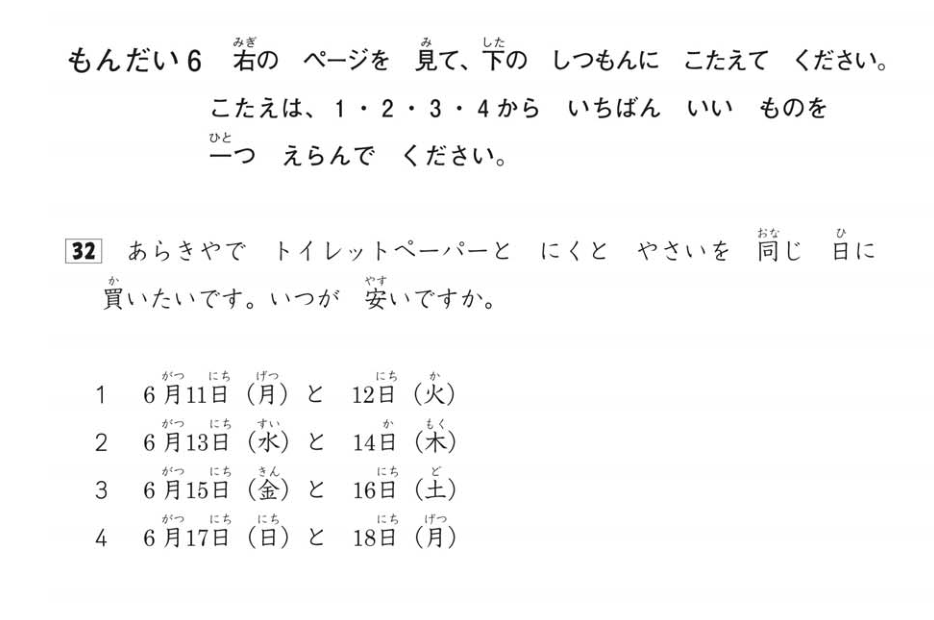 もんだい6　右の　ページを　見て、下の　しつもんに　こたえて　ください。
こたえは、1・2・3・4から　いちばん　いい　ものを
一つ　えらんで　ください。
32　あらきやで　トイレットペーパーと　にくと　やさいを　同じ　日に
買いたいです。いつが　安いですか。
1　6月11日（月）と　12日（火）
2　6月13日（水）と　14日（木）
3　6月15日（金）と　16日（土）
4　6月17日（日）と　18日（月）